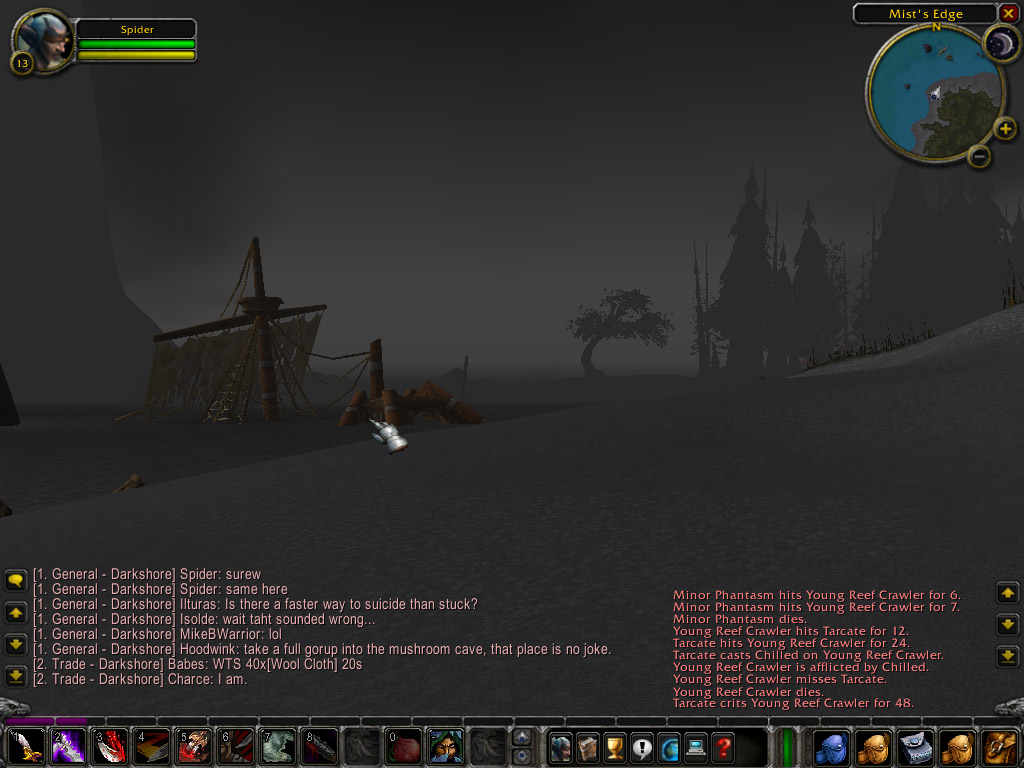 Spider
13
Mist's Edge
N
[1. General - Darkshore] Spider: surew
[1. General - Darkshore] Spider: same here
[1. General - Darkshore] Ilturas: Is there a faster way to suicide than stuck?
[1. General - Darkshore] Isolde: wait taht sounded wrong...
[1. General - Darkshore] MikeBWarrior: lol
[1. General - Darkshore] Hoodwink: take a full gorup into the mushroom cave, that place is no joke.
[2. Trade - Darkshore] Babes: WTS 40x[Wool Cloth] 20s
[2. Trade - Darkshore] Charce: I am.
Minor Phantasm hits Young Reef Crawler for 6.
Minor Phantasm hits Young Reef Crawler for 7.
Minor Phantasm dies.
Young Reef Crawler hits Tarcate for 12.
Tarcate hits Young Reef Crawler for 24.
Tarcate casts Chilled on Young Reef Crawler.
Young Reef Crawler is afflicted by Chilled.
Young Reef Crawler misses Tarcate.
Young Reef Crawler dies.
Tarcate crits Young Reef Crawler for 48.
1 2 3 4 5 6 7 8 0